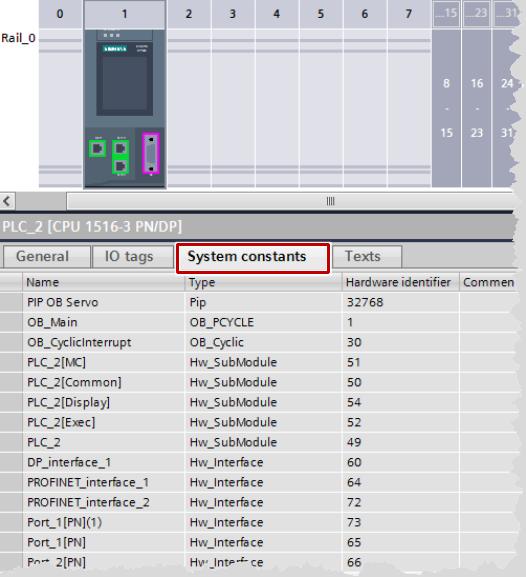 0 1 2 3 4 5 6 7 ...15 ...23 ...31
Rail_0
SIEMENS
8 16 24
- - -
15 23 31
PLC_2 [CPU 1516-3 PN/DP]
General IO tags System constants Texts
Name Type Hardware identifier Commen
PIP OB Servo Pip 32768
OB_Main OB_PCYCLE 1
OB_CyclicInterrupt OB_Cyclic 30
PLC_2[MC] Hw_SubModule 51
PLC_2[Common] Hw_SubModule 50
PLC_2[Display] Hw_SubModule 54
PLC_2[Exec] Hw_SubModule 52
PLC_2 Hw_SubModule 49
DP_interface_1 Hw_Interface 60
PROFINET_interface_1 Hw_Interface 64
PROFINET_interface_2 Hw_Interface 72
Port_1[PN](1) Hw_Interface 73
Port_1[PN] Hw_Interface 65
Port_2[PN] Hw_Interface 66